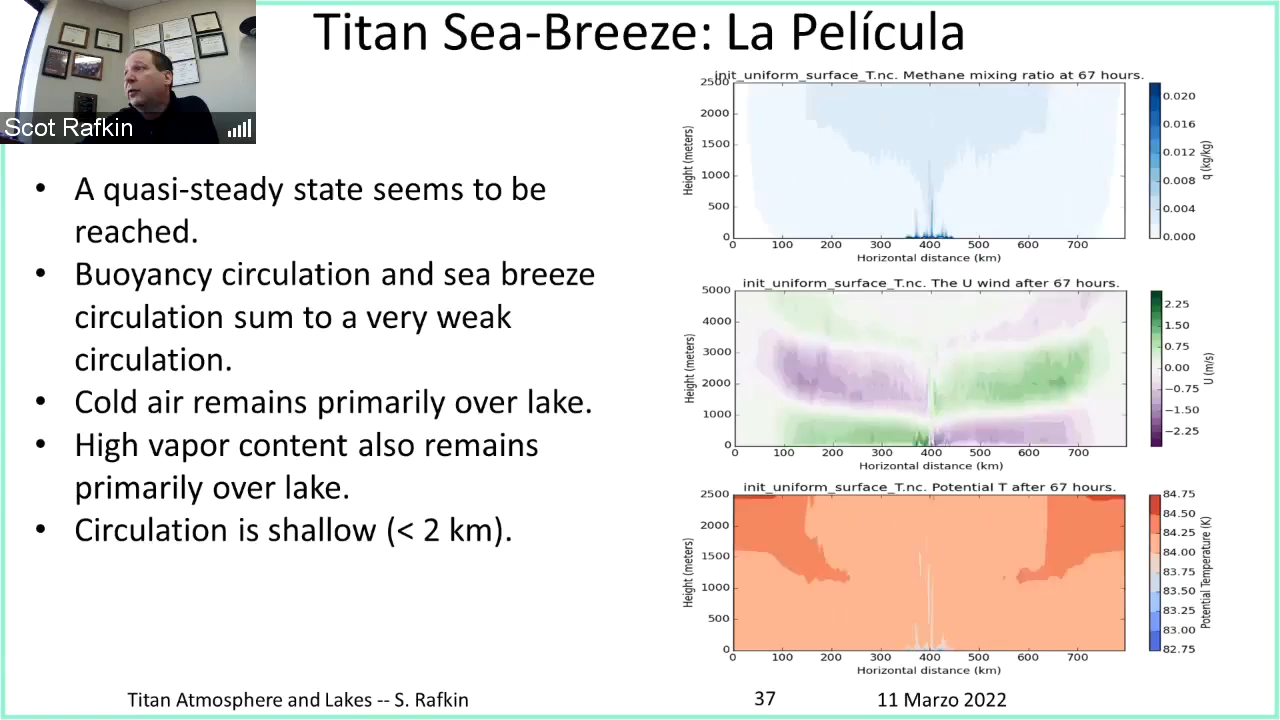 Titan Sea-Breeze: La Película
Scot Rafkin
• A quasi-steady state seems to be
reached.
• Buoyancy circulation and sea breeze
circulation sum to a very weak
circulation.
• Cold air remains primarily over lake.
• High vapor content also remains
primarily over lake.
• Circulation is shallow (< 2 km).
init_uniform_surface_T.nc. Methane mixing ratio at 67 hours.
2500
2000
1500
1000
500
0
Height (meters)
0 100 200 300 400 500 600 700
Horizontal distance (km)
0.020
0.016
0.012
0.008
0.004
0.000
q (kg/kg)
init_uniform_surface_T.nc. The U wind after 67 hours.
5000
4000
3000
2000
1000
0
Height (meters)
0 100 200 300 400 500 600 700
Horizontal distance (km)
2.25
1.50
0.75
0.00
−0.75
−1.50
−2.25
U (m/s)
init_uniform_surface_T.nc. Potential T after 67 hours.
2500
2000
1500
1000
500
0
Height (meters)
0 100 200 300 400 500 600 700
Horizontal distance (km)
84.75
84.50
84.25
84.00
83.75
83.50
83.25
83.00
82.75
Potential Temperature (K)
Titan Atmosphere and Lakes -- S. Rafkin
37
11 Marzo 2022